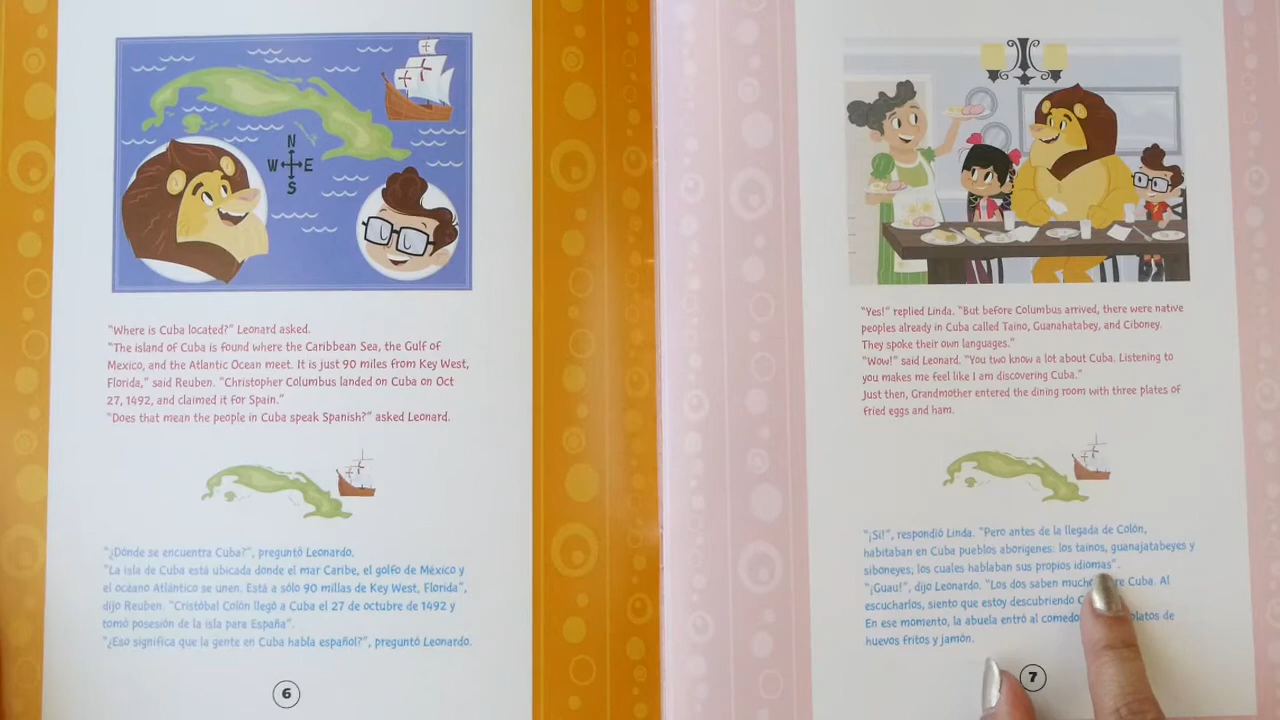 N
W E
S
"Where is Cuba located?" Leonard asked.
"The island of Cuba is found where the Caribbean Sea, the Gulf of
Mexico, and the Atlantic Ocean meet. It is just 90 miles from Key West,
Florida," said Reuben. "Christopher Columbus landed on Cuba on Oct
27, 1492, and claimed it for Spain."
"Does that mean the people in Cuba speak Spanish?" asked Leonard.
"¿Dónde se encuentra Cuba?", preguntó Leonardo.
"La isla de Cuba está ubicada donde el mar Caribe, el golfo de México y
el océano Atlántico se unen. Está a sólo 90 millas de Key West, Florida",
dijo Reuben. "Cristóbal Colón llegó a Cuba el 27 de octubre de 1492 y
tomó posesión de la isla para España".
"¿Eso significa que la gente en Cuba habla español?", preguntó Leonardo.
6
"Yes!" replied Linda. "But before Columbus arrived, there were native
peoples already in Cuba called Taino, Guanahatabey, and Ciboney.
They spoke their own languages."
"Wow!" said Leonard. "You two know a lot about Cuba. Listening to
you makes me feel like I am discovering Cuba."
Just then, Grandmother entered the dining room with three plates of
fried eggs and ham.
"¡Sí!", respondió Linda. "Pero antes de la llegada de Colón,
habitaban en Cuba pueblos aborígenes: los taínos, guanajatabeyes y
siboneyes; los cuales hablaban sus propios idiomas".
"¡Guau!", dijo Leonardo. "Los dos saben Cuba. Al
escucharlos, siento que estoy descubriendo
En ese momento, la abuela entró al de
huevos fritos y jamón.
7